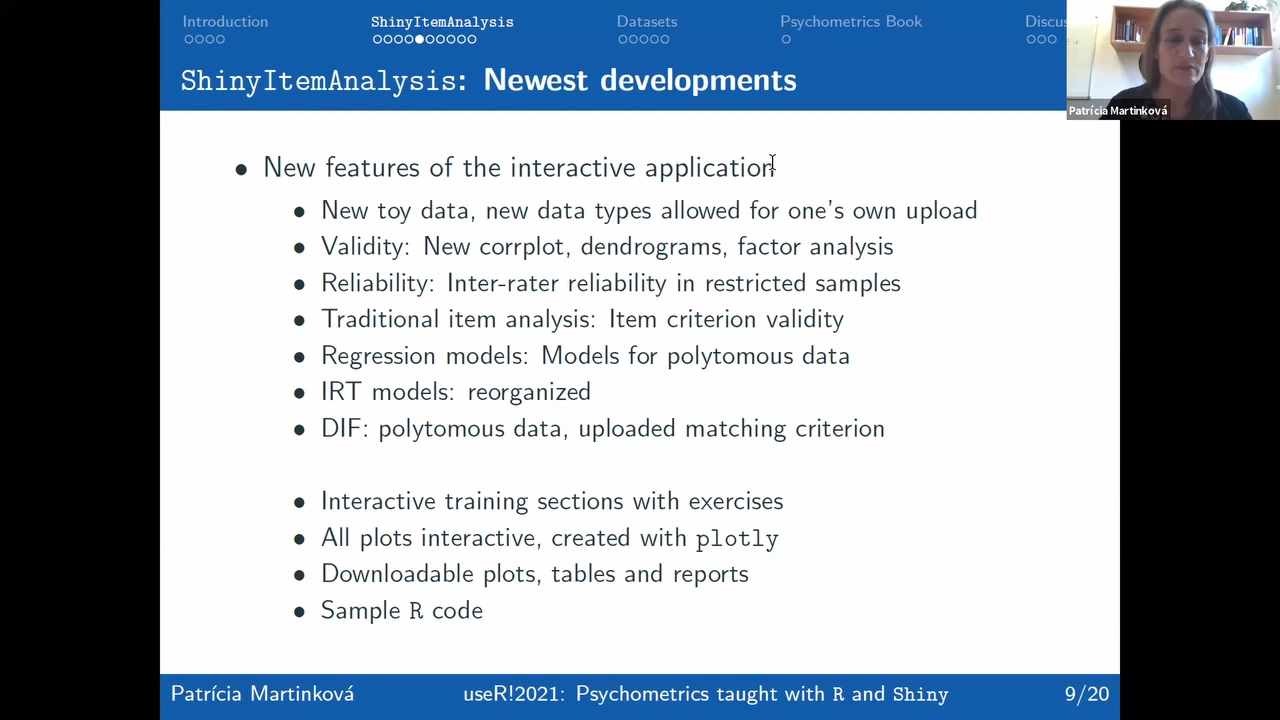 Introduction
ShinyItemAnalysis
Datasets
Psychometrics Book
Discus
ShinyItemAnalysis: Newest developments
Patrícia Martinková
• New features of the interactive application
• New toy data, new data types allowed for one's own upload
• Validity: New corrplot, dendrograms, factor analysis
• Reliability: Inter-rater reliability in restricted samples
• Traditional item analysis: Item criterion validity
• Regression models: Models for polytomous data
• IRT models: reorganized
• DIF: polytomous data, uploaded matching criterion
• Interactive training sections with exercises
• All plots interactive, created with plotly
• Downloadable plots, tables and reports
• Sample R code
Patrícia Martinková
useR!2021: Psychometrics taught with R and Shiny
9/20